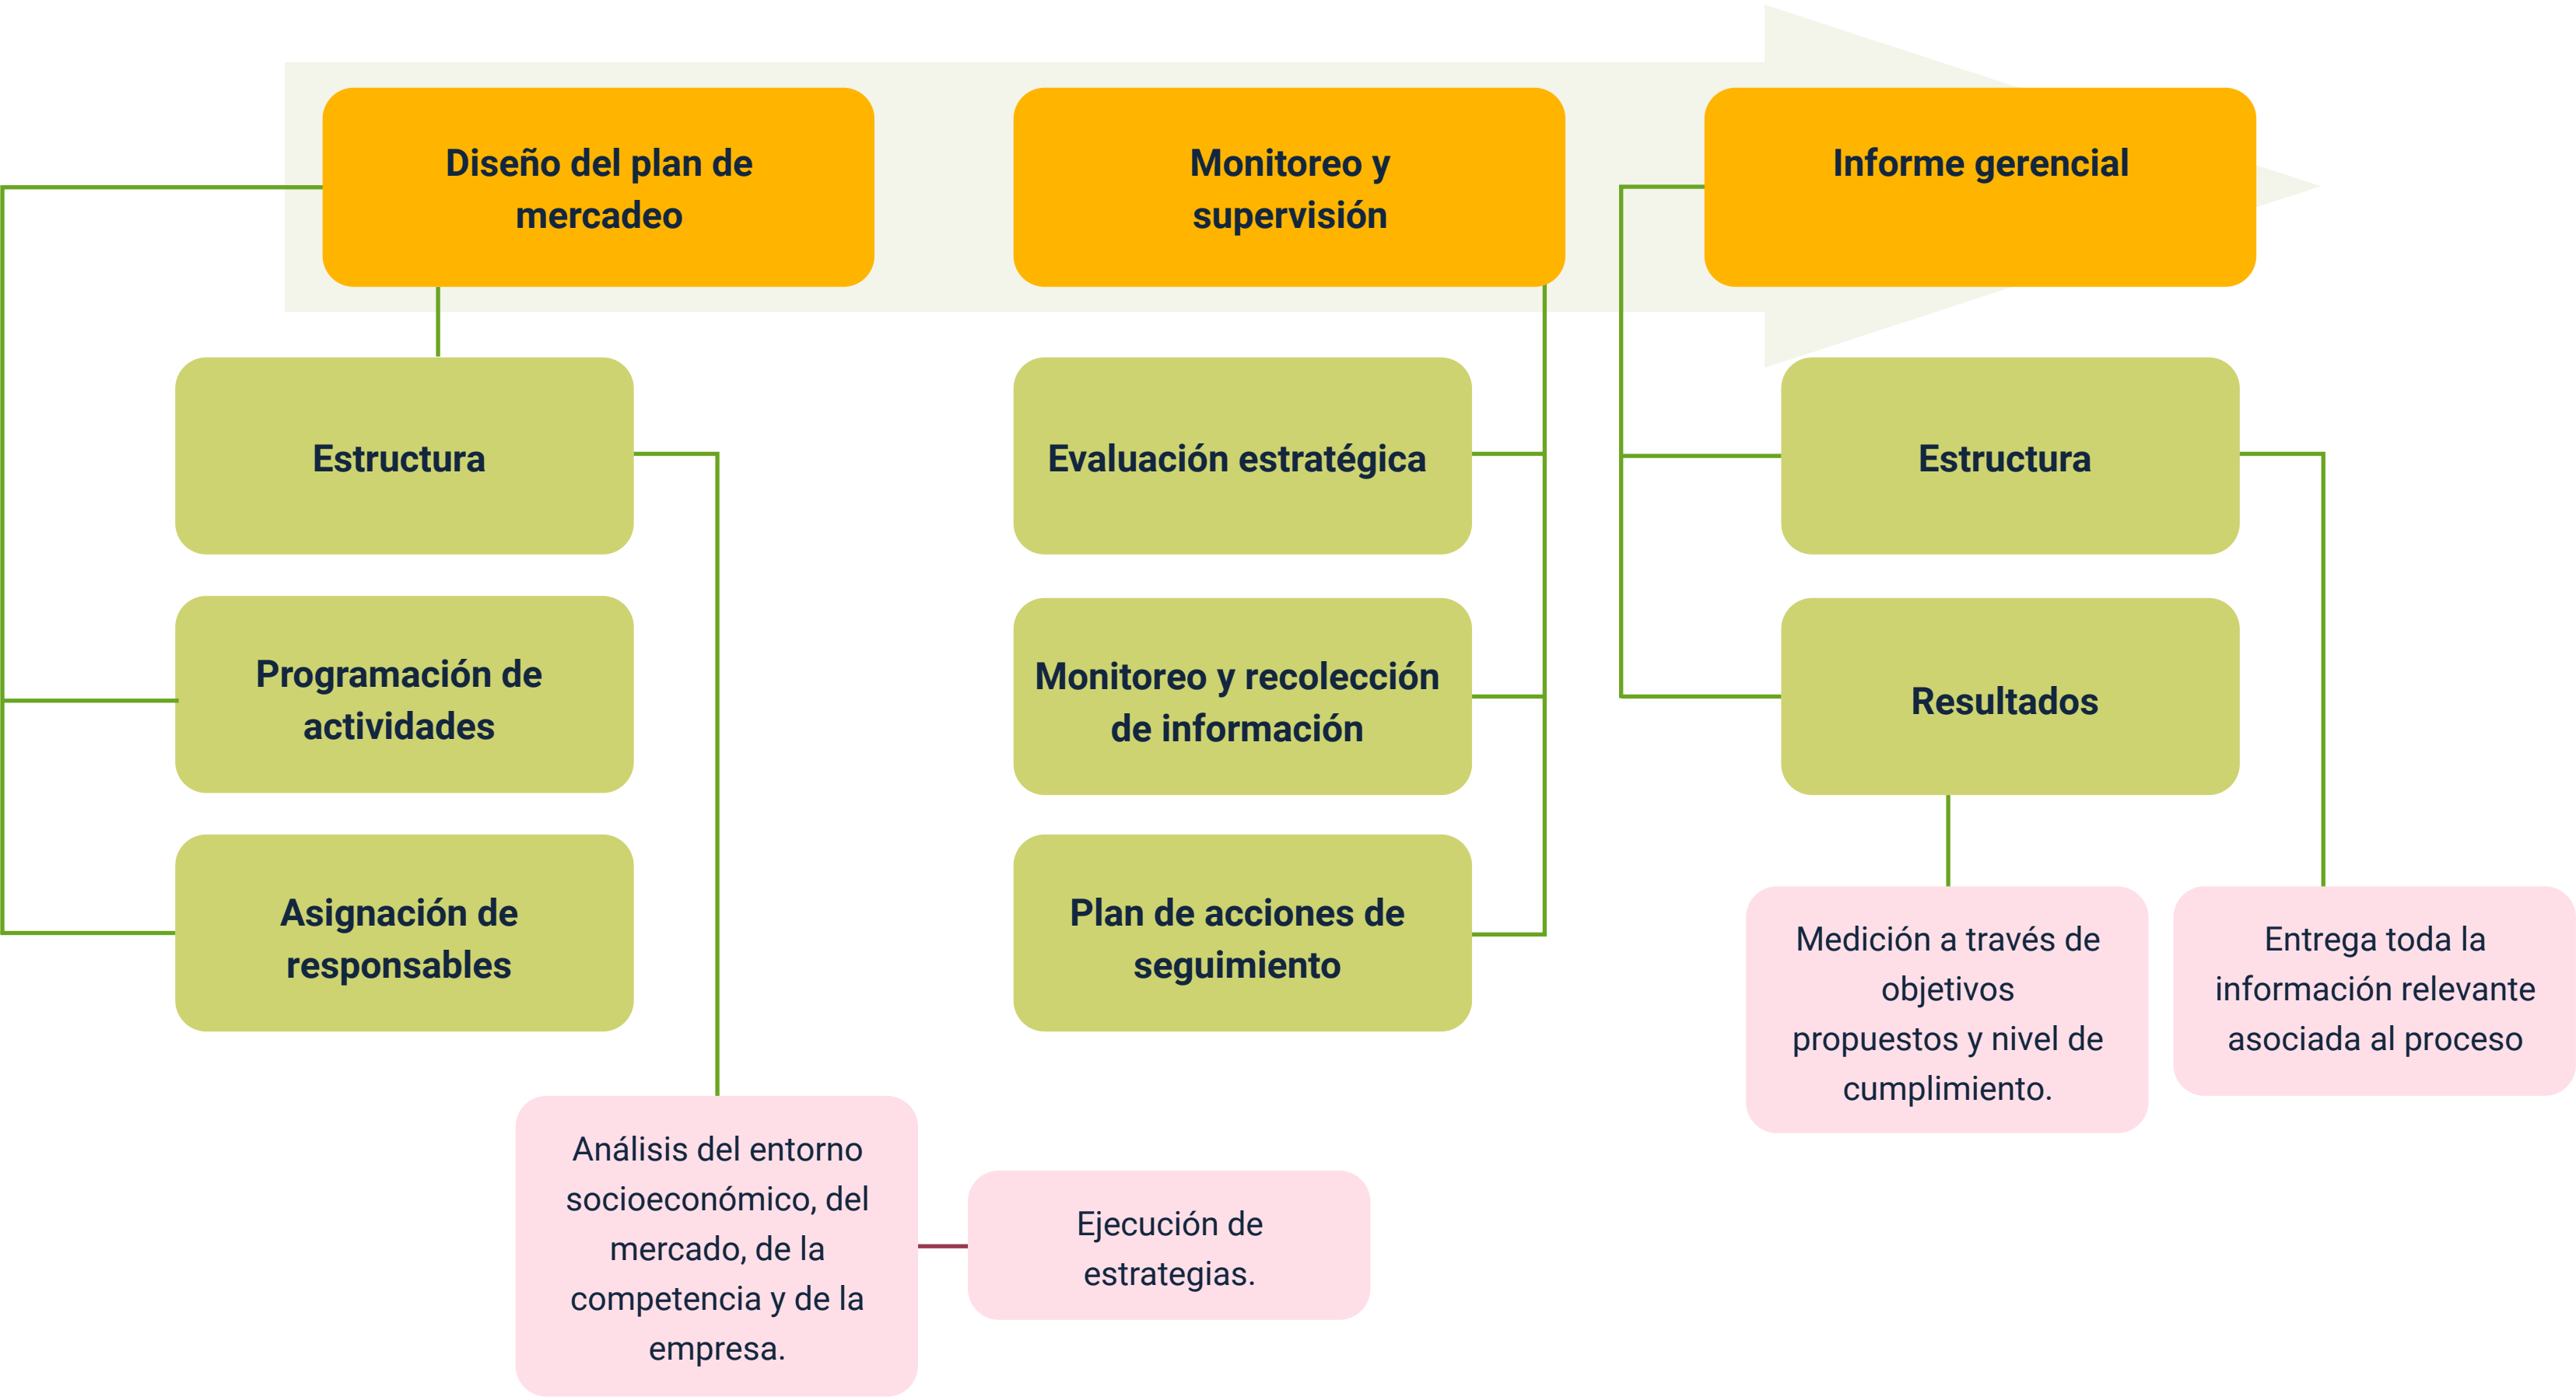 Diseño del plan de
mercadeo
Monitoreo y
supervisión
Informe gerencial
Estructura
Programación de
actividades
Asignación de
responsables
Análisis del entorno
socioeconómico, del
mercado, de la
competencia y de la
empresa.
Ejecución de
estrategias.
Evaluación estratégica
Monitoreo y recolección
de información
Plan de acciones de
seguimiento
Estructura
Resultados
Medición a través de
objetivos
propuestos y nivel de
cumplimiento.
Entrega toda la
información relevante
asociada al proceso